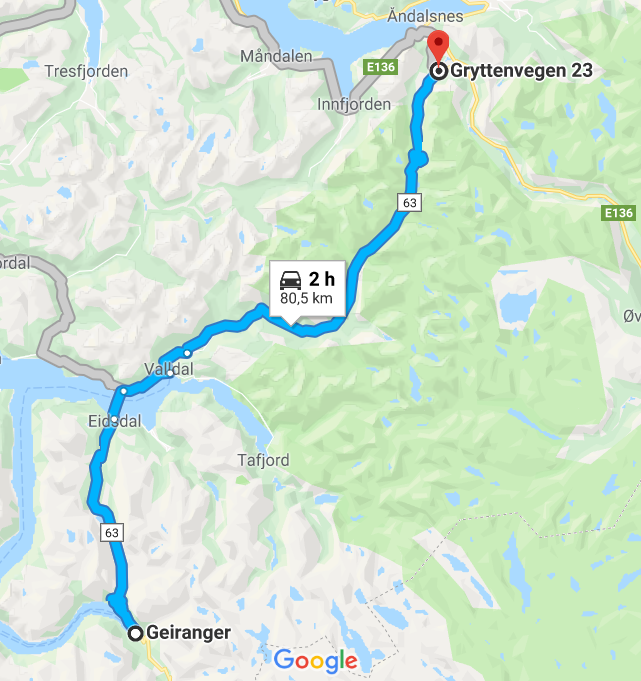 Åndalsnes
Måndalen
E136
Tresfjorden
Gryttenvegen 23
Innfjorden
63
E136
2 h
80,5 km
Valldal
Eidsdal
Tafjord
63
Geiranger
Google